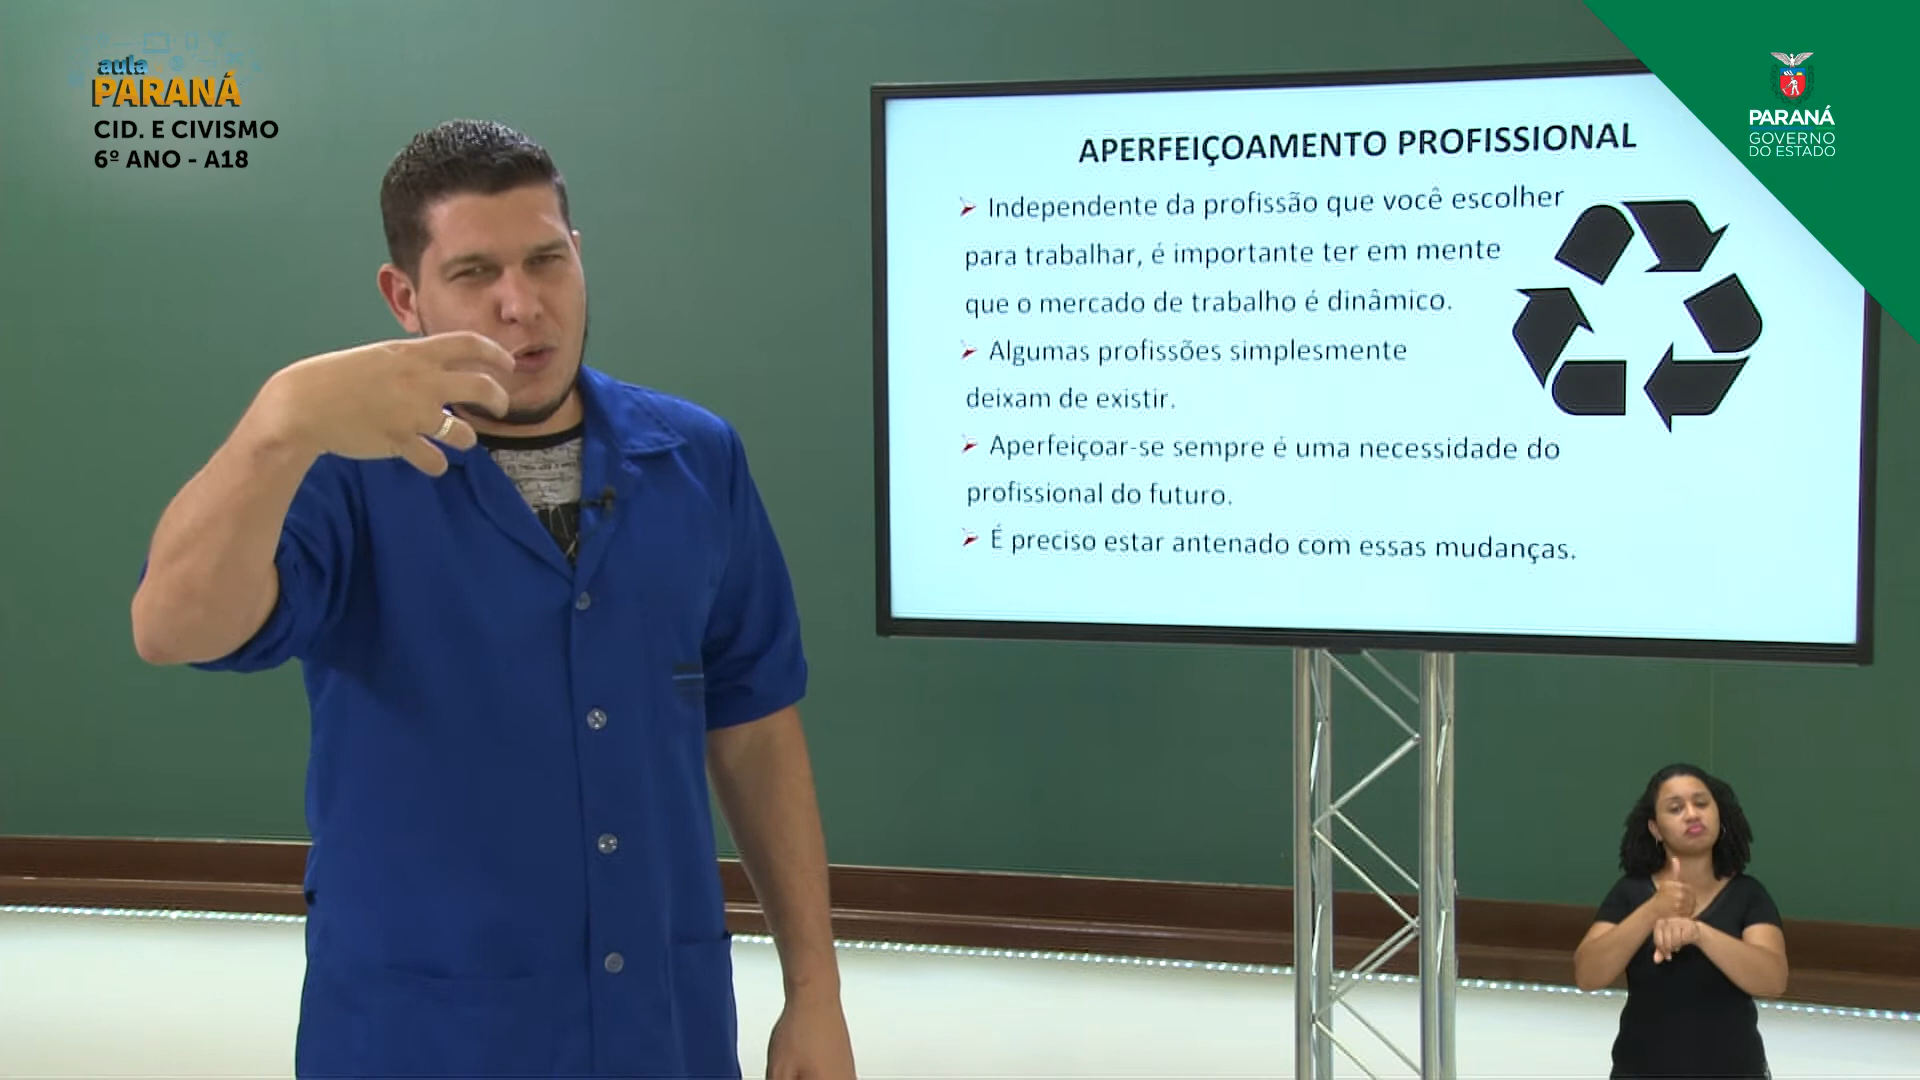 aula
PARANÁ
CID. E CIVISMO
6º ANO - A18
APERFEIÇOAMENTO PROFISSIONAL
➢ Independente da profissão que você escolher
para trabalhar, é importante ter em mente
que o mercado de trabalho é dinâmico.
➢ Algumas profissões simplesmente
deixam de existir.
➢ Aperfeiçoar-se sempre é uma necessidade do
profissional do futuro.
➢ É preciso estar antenado com essas mudanças.
PARANÁ
GOVERNO
DO ESTADO